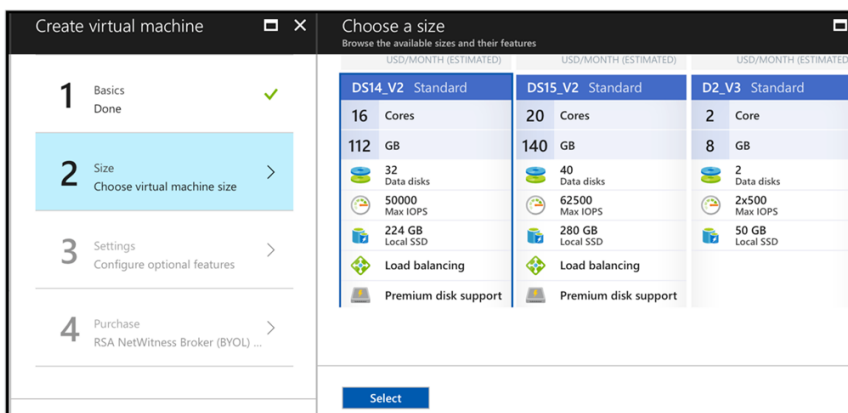 Create virtual machine
1
Basics
Done
2
Size
Choose virtual machine size
3
Settings
Configure optional features
4
Purchase
RSA NetWitness Broker (BYOL) ...
Choose a size
Browse the available sizes and their features
USD/MONTH (ESTIMATED)
DS14_V2 Standard
16 Cores
112 GB
32
Data disks
50000
Max IOPS
224 GB
Local SSD
Load balancing
Premium disk support
USD/MONTH (ESTIMATED)
DS15_V2 Standard
20 Cores
140 GB
40
Data disks
62500
Max IOPS
280 GB
Local SSD
Load balancing
Premium disk support
USD/MONTH (ESTIMATED
D2_V3 Standard
2 Core
8 GB
2
Data disks
2x500
Max IOPS
50 GB
Local SSD
Select